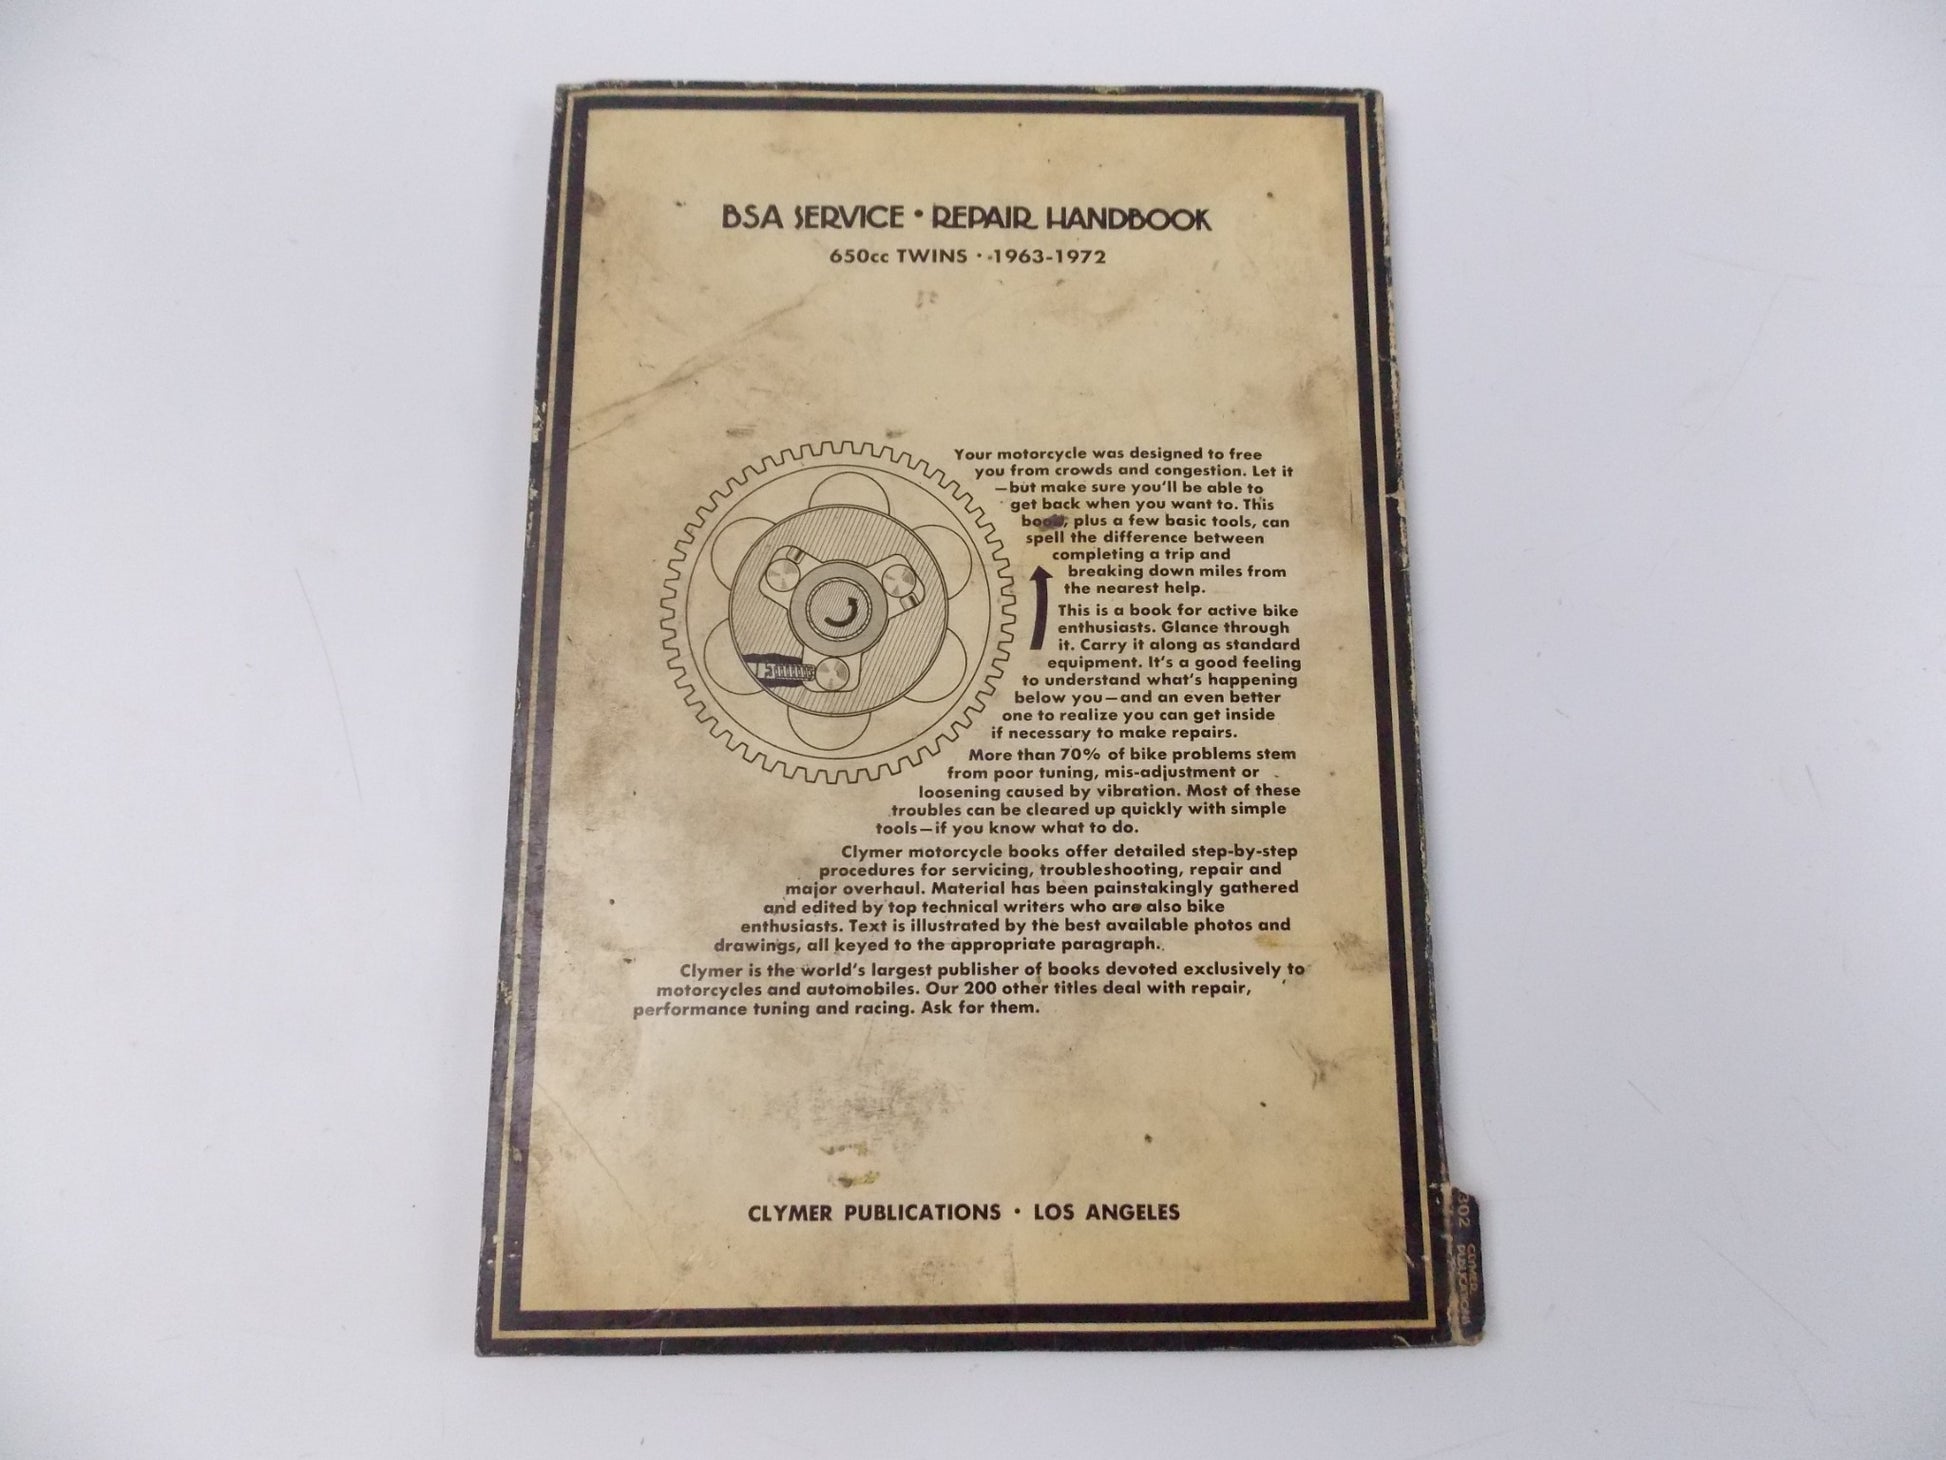 BSA SERVICE • REPAIR HANDBOOK
650cc TWINS • 1963-1972
Your motorcycle was designed to free
you from crowds and congestion. Let it
—but make sure you'll be able to
get back when you want to. This
book, plus a few basic tools, can
spell the difference between
completing a trip and
breaking down miles from
the nearest help.
This is a book for active bike
enthusiasts. Glance through
it. Carry it along as standard
equipment. It's a good feeling
to understand what's happening
below you—and an even better
one to realize you can get inside
if necessary to make repairs.
More than 70% of bike problems stem
from poor tuning, mis-adjustment or
loosening caused by vibration. Most of these
troubles can be cleared up quickly with simple
tools—if you know what to do.
Clymer motorcycle books offer detailed step-by-step
procedures for servicing, troubleshooting, repair and
major overhaul. Material has been painstakingly gathered
and edited by top technical writers who are also bike
enthusiasts. Text is illustrated by the best available photos and
drawings, all keyed to the appropriate paragraph.
Clymer is the world's largest publisher of books devoted exclusively to
motorcycles and automobiles. Our 200 other titles deal with repair,
performance tuning and racing. Ask for them.
CLYMER PUBLICATIONS • LOS ANGELES
302
CLYMER
PUBLICATIONS